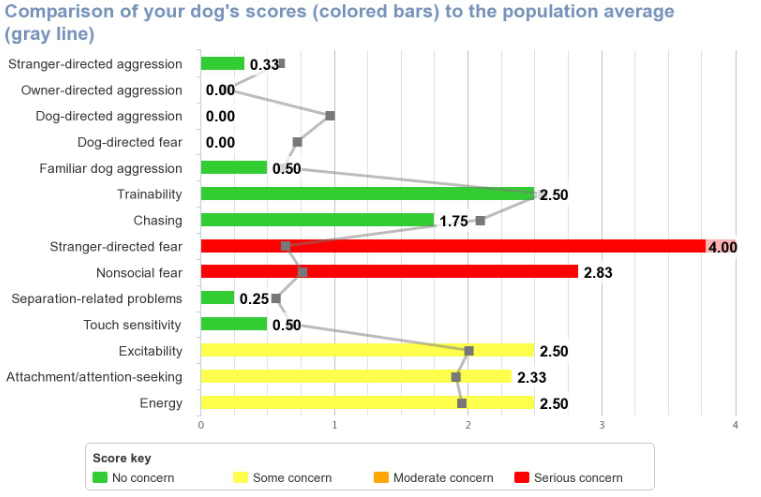 Comparison of your dog's scores (colored bars) to the population average
(gray line)
Stranger-directed aggression 0.33
Owner-directed aggression 0.00
Dog-directed aggression 0.00
Dog-directed fear 0.00
Familiar dog aggression 0.50
Trainability 2.50
Chasing 1.75
Stranger-directed fear 4.00
Nonsocial fear 2.83
Separation-related problems 0.25
Touch sensitivity 0.50
Excitability 2.50
Attachment/attention-seeking 2.33
Energy 2.50
0 1 2 3 4
Score key
No concern Some concern Moderate concern Serious concern